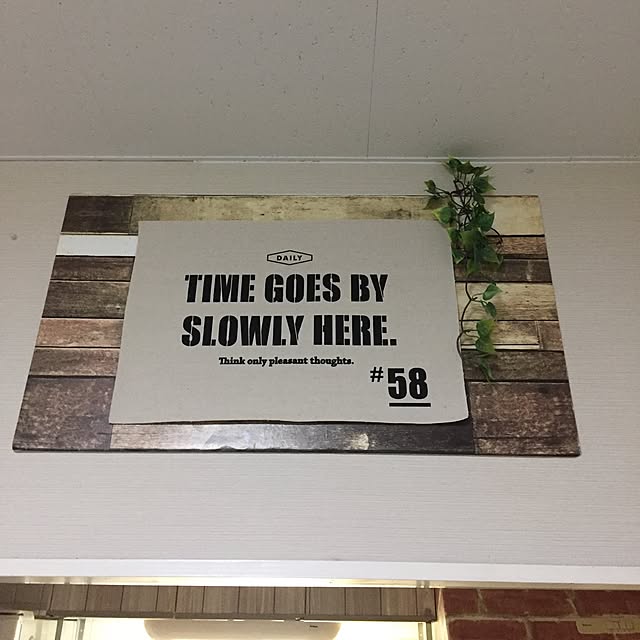 DAILY
TIME GOES BY
SLOWLY HERE.
Think only pleasant thoughts.
#58